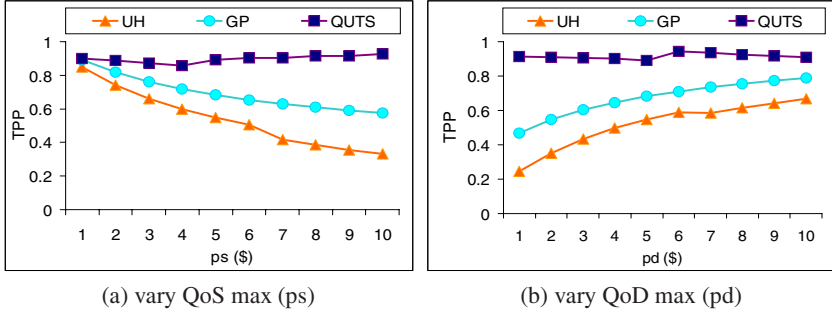 UH GP QUTS
TPP
1
0.8
0.6
0.4
0.2
0
1 2 3 4 5 6 7 8 9 10
ps ($)
(a) vary QoS max (ps)
UH GP QUTS
TPP
1
0.8
0.6
0.4
0.2
0
1 2 3 4 5 6 7 8 9 10
pd ($)
(b) vary QoD max (pd)